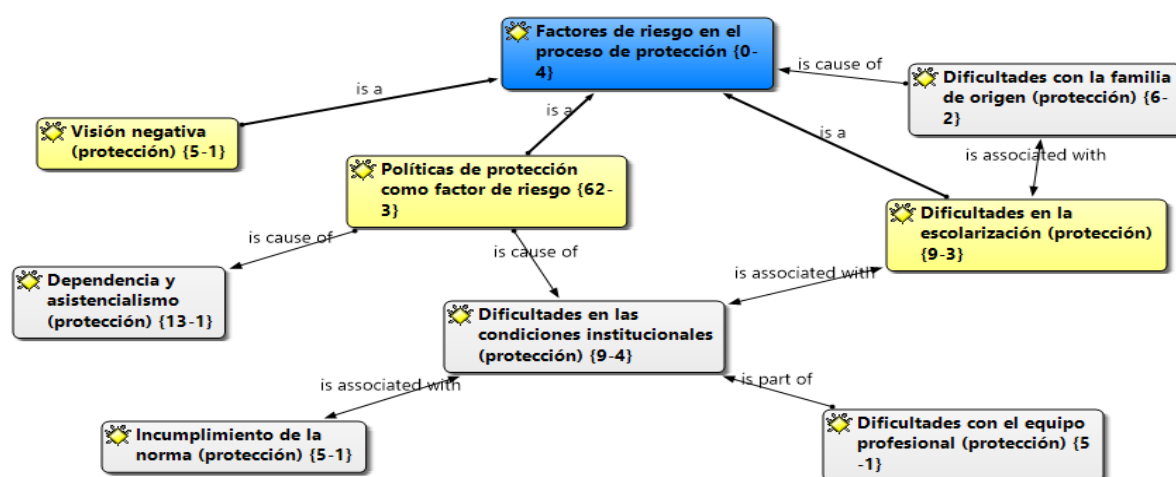 Factores de riesgo en el
proceso de protección {0-
4}
is cause of
Dificultades con la familia
de origen (protección) {6-
2}
is a
Visión negativa
(protección) {5-1}
is a
is a
is associated with
Políticas de protección
como factor de riesgo {62-
3}
Dificultades en la
escolarización (protección)
{9-3}
is cause of
is cause of
Dependencia y
asistencialismo
(protección) {13-1}
is associated with
Dificultades en las
condiciones institucionales
(protección) {9-4}
is associated with
is part of
Incumplimiento de la
norma (protección) {5-1}
Dificultades con el equipo
profesional (protección) {5
-1}